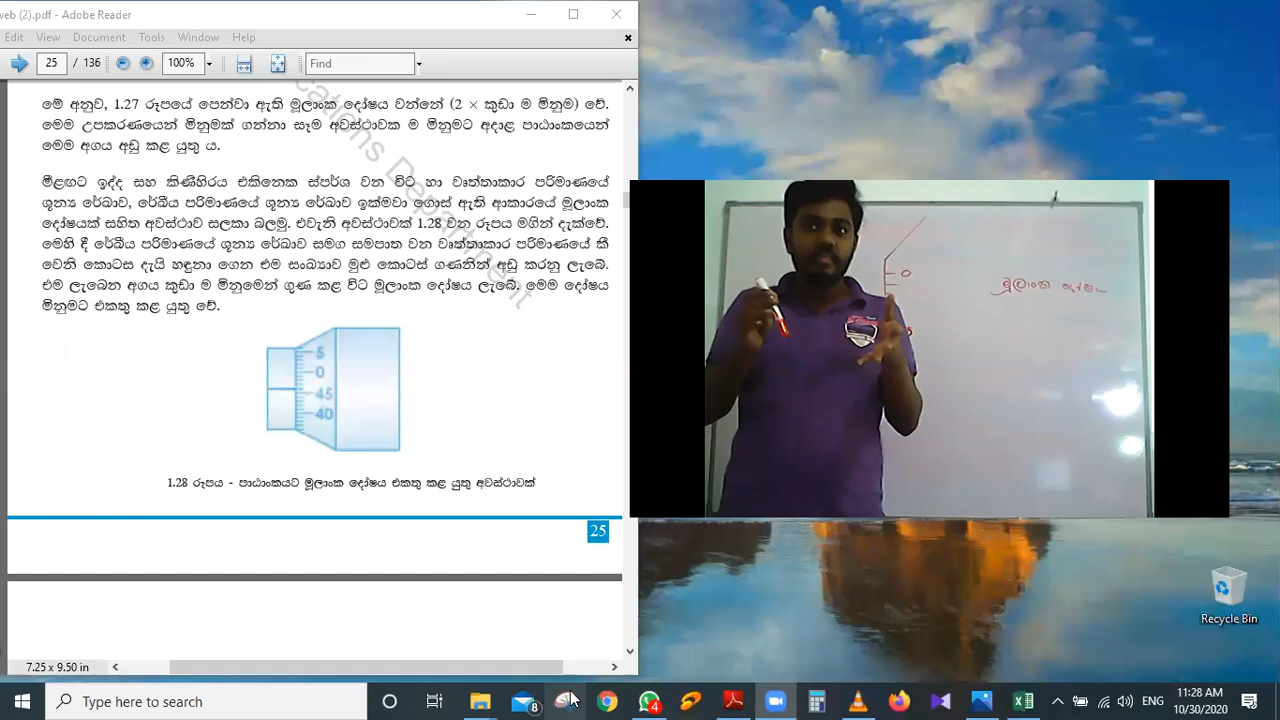 veb (2).pdf - Adobe Reader
Edit View Document Tools Window Help
25 / 136 100% Find
මේ අනුව, 1.27 රූපයේ පෙන්වා ඇති මූලාංක දෝෂය වන්නේ (2 × කුඩා ම මිනුම) වේ.
මෙම උපකරණයෙන් මිනුමක් ගන්නා සෑම අවස්ථාවක ම මිනුමට අදාළ පාඨාංකයෙන්
මෙම අගය අඩු කළ යුතු ය.
මීළඟට ඉද්ද සහ කිණිහිරය එකිනෙක ස්පර්ශ වන විට හා වෘත්තාකාර පරිමාණයේ
ශූන්‍ය රේඛාව, රේඛීය පරිමාණයේ ශූන්‍ය රේඛාව ඉක්මවා ගොස් ඇති ආකාරයේ මූලාංක
දෝෂයක් සහිත අවස්ථාව සලකා බලමු. එවැනි අවස්ථාවක් 1.28 වන රූපය මගින් දැක්වේ.
මෙහි දී රේඛීය පරිමාණයේ ශූන්‍ය රේඛාව සමග සමපාත වන වෘත්තාකාර පරිමාණයේ කී
වෙනි කොටස දැයි හඳුනා ගෙන එම සංඛ්‍යාව මුළු කොටස් ගණනින් අඩු කරනු ලැබේ.
එම ලැබෙන අගය කුඩා ම මිනුමෙන් ගුණ කළ විට මූලාංක දෝෂය ලැබේ. මෙම දෝෂය
මිනුමට එකතු කළ යුතු වේ.
cations Department
5
0
45
40
1.28 රූපය - පාඨාංකයට මූලාංක දෝෂය එකතු කළ යුතු අවස්ථාවක්
25
7.25 x 9.50 in
0
මූලාංක
Recycle Bin
Type here to search
8
4
ENG
11:28 AM
10/30/2020